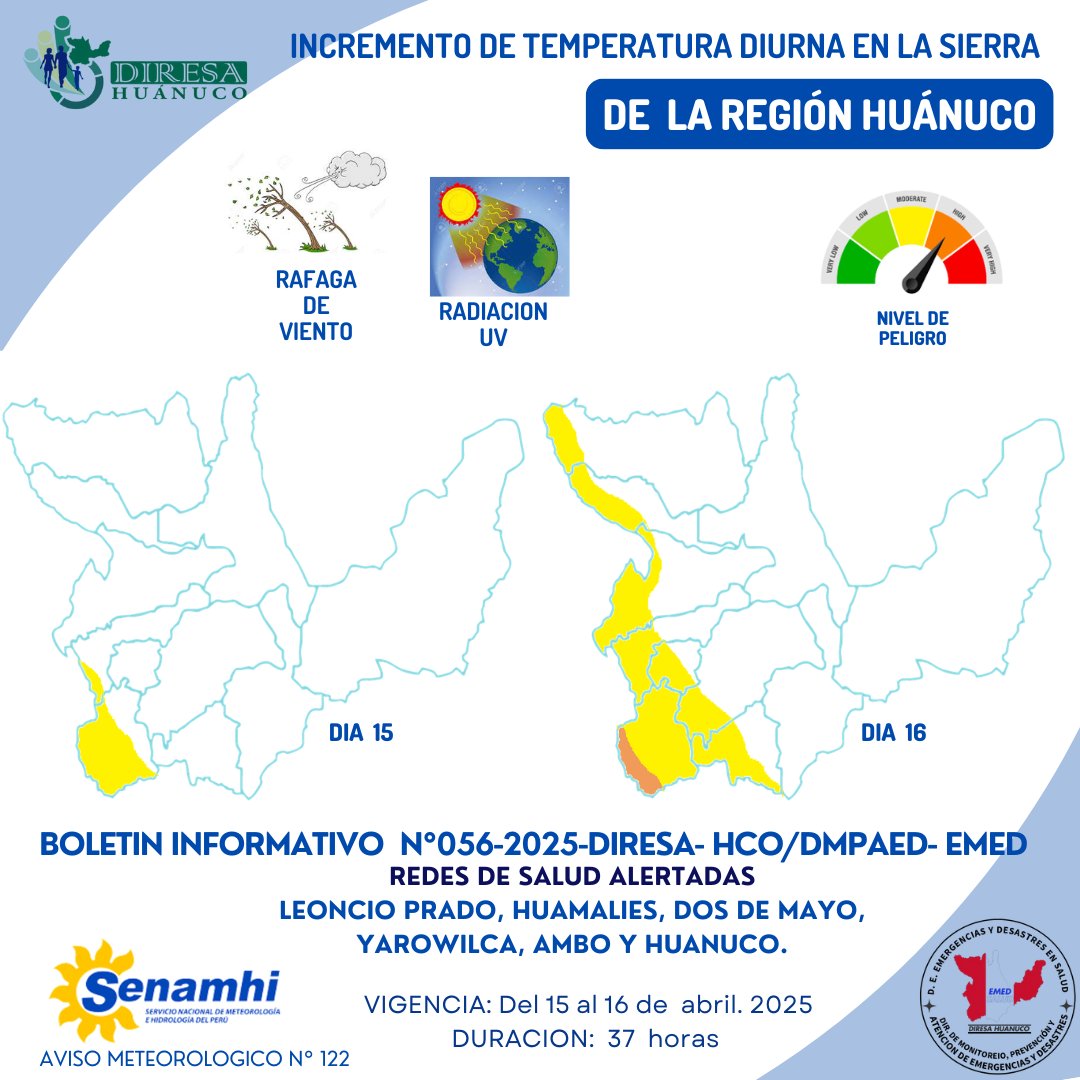 DIRESA
HUÁNUCO
INCREMENTO DE TEMPERATURA DIURNA EN LA SIERRA
DE LA REGIÓN HUÁNUCO
RAFAGA
DE
VIENTO
RADIACION
UV
VERY LOW
LOW
MODERATE
HIGH
VERY HIGH
NIVEL DE
PELIGRO
DIA 15
DIA 16
BOLETIN INFORMATIVO N°056-2025-DIRESA- HCO/DMPAED- EMED
REDES DE SALUD ALERTADAS
LEONCIO PRADO, HUAMALIES, DOS DE MAYO,
YAROWILCA, AMBO Y HUANUCO.
Senamhi
SERVICIO NACIONAL DE METEOROLOGÍA
E HIDROLOGÍA DEL PERÚ
AVISO METEOROLOGICO N° 122
VIGENCIA: Del 15 al 16 de abril. 2025
DURACION: 37 horas
D. E. EMERGENCIAS Y DESASTRES EN SALUD
EMED
DIRESA HUANUCO
DIR. DE MONITOREIO, PREVENCIÓN Y
ATENCION DE EMERGENCIAS Y DESASTRES